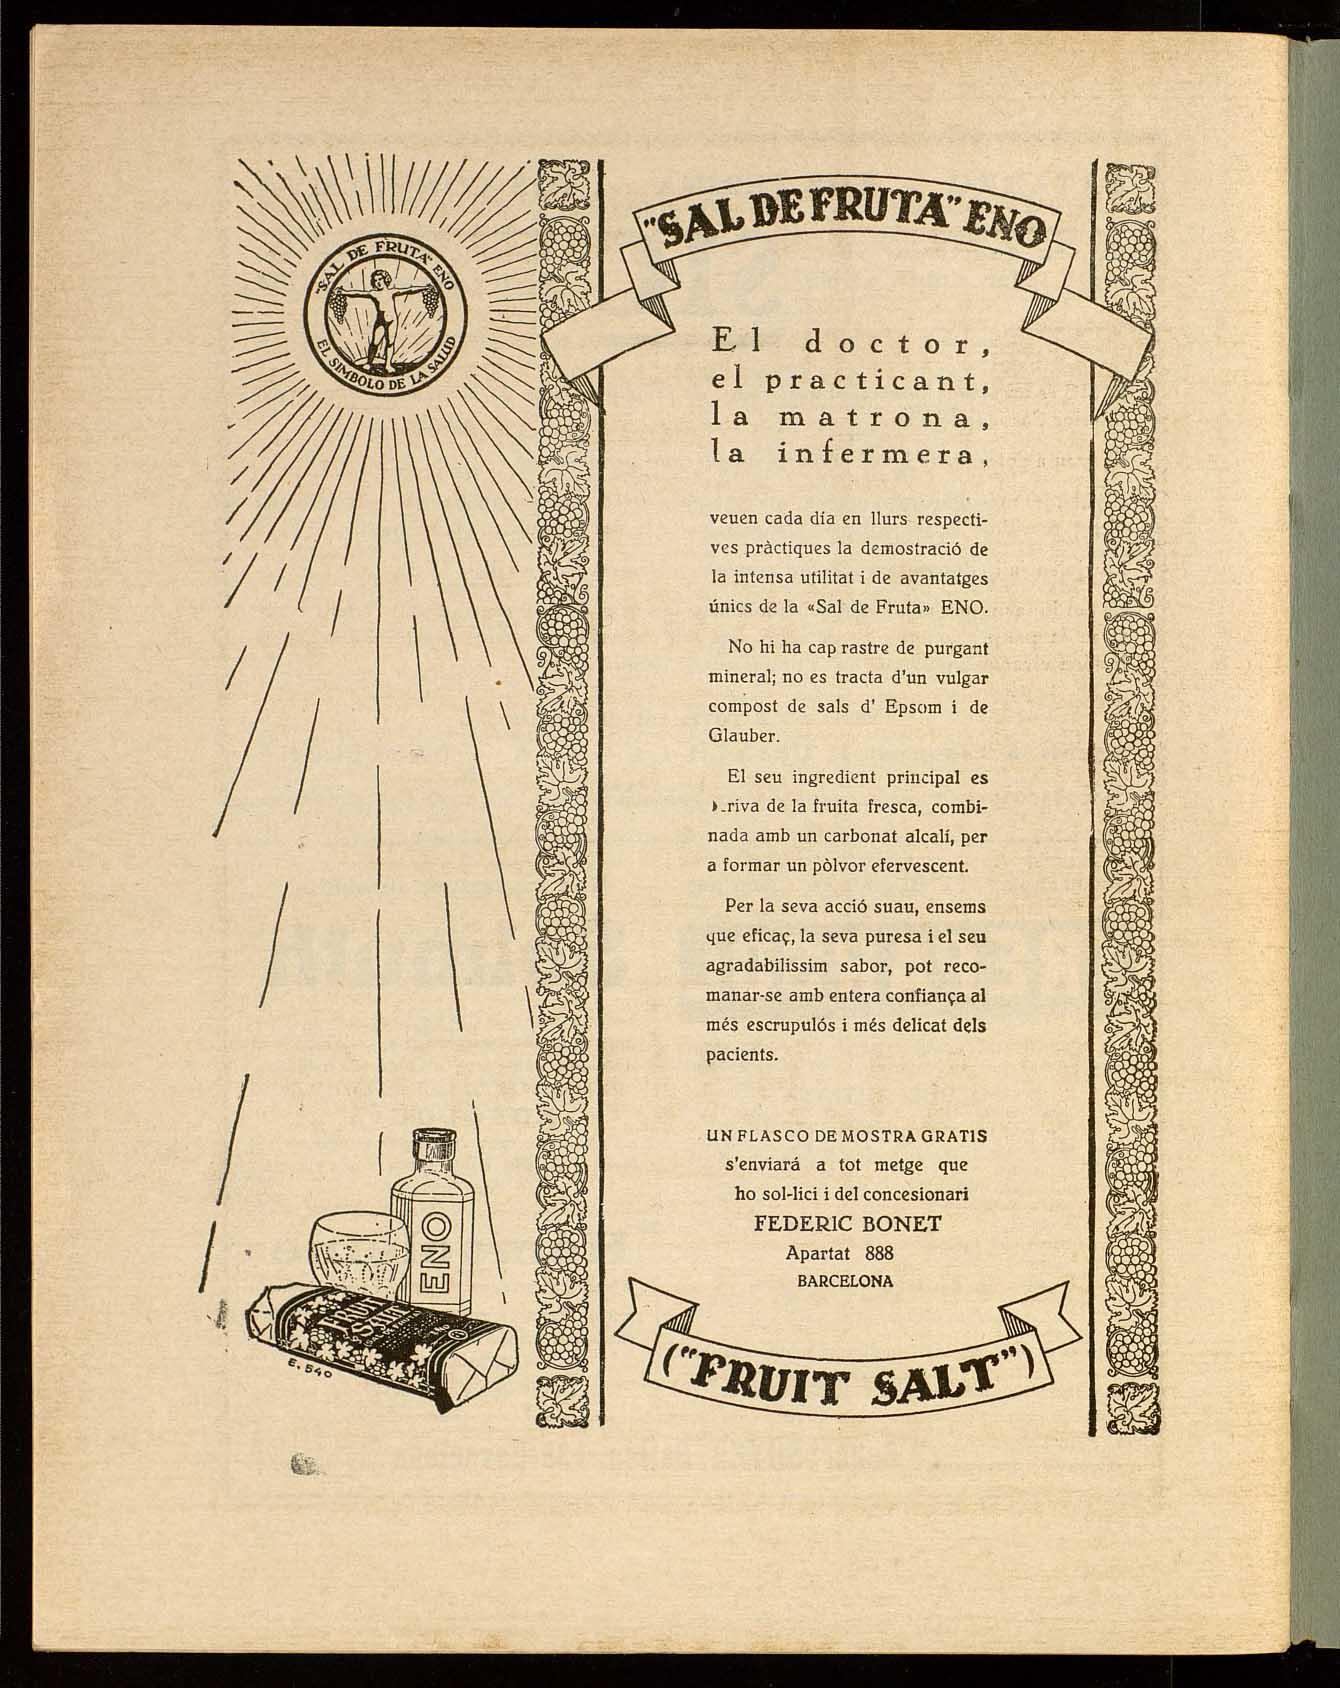 "SAL DE FRUTA" ENO
EL SIMBOLO DE LA SALUD
"SAL DE FRUTA" ENO
El doctor,
el practicant,
la matrona,
la infermera,
veuen cada día en llurs respecti-
ves pràctiques la demostració de
la intensa utilitat i de avantatges
únics de la «Sal de Fruta» ENO.
No hi ha cap rastre de purgant
mineral; no es tracta d'un vulgar
compost de sals d' Epsom i de
Glauber.
El seu ingredient principal es
riva de la fruita fresca, combi-
nada amb un carbonat alcalí, per
a formar un pòlvor efervescent.
Per la seva acció suau, ensems
que eficaç, la seva puresa i el seu
agradabilissim sabor, pot reco-
manar-se amb entera confiança al
més escrupulós i més delicat dels
pacients.
UN FLASCO DE MOSTRA GRATIS
s'enviará a tot metge que
ho sol-lici i del concesionari
FEDERIC BONET
Apartat 888
BARCELONA
("FRUIT SALT")
ENO
FRUIT
SALT
E. 540